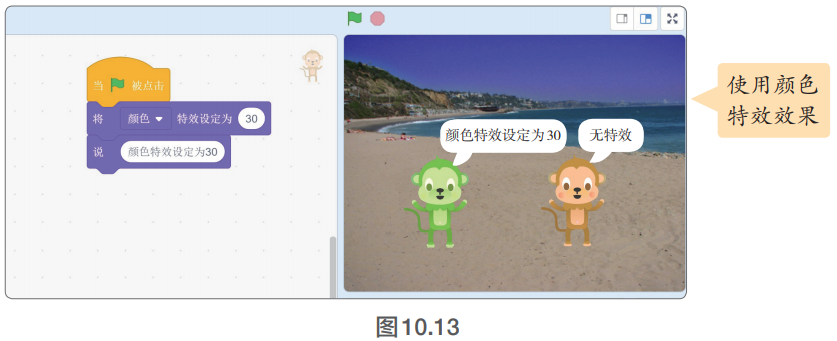 当 被点击
将 颜色 特效设定为 30
说 颜色特效设定为30
颜色特效设定为30
无特效
使用颜色
特效效果
图10.13